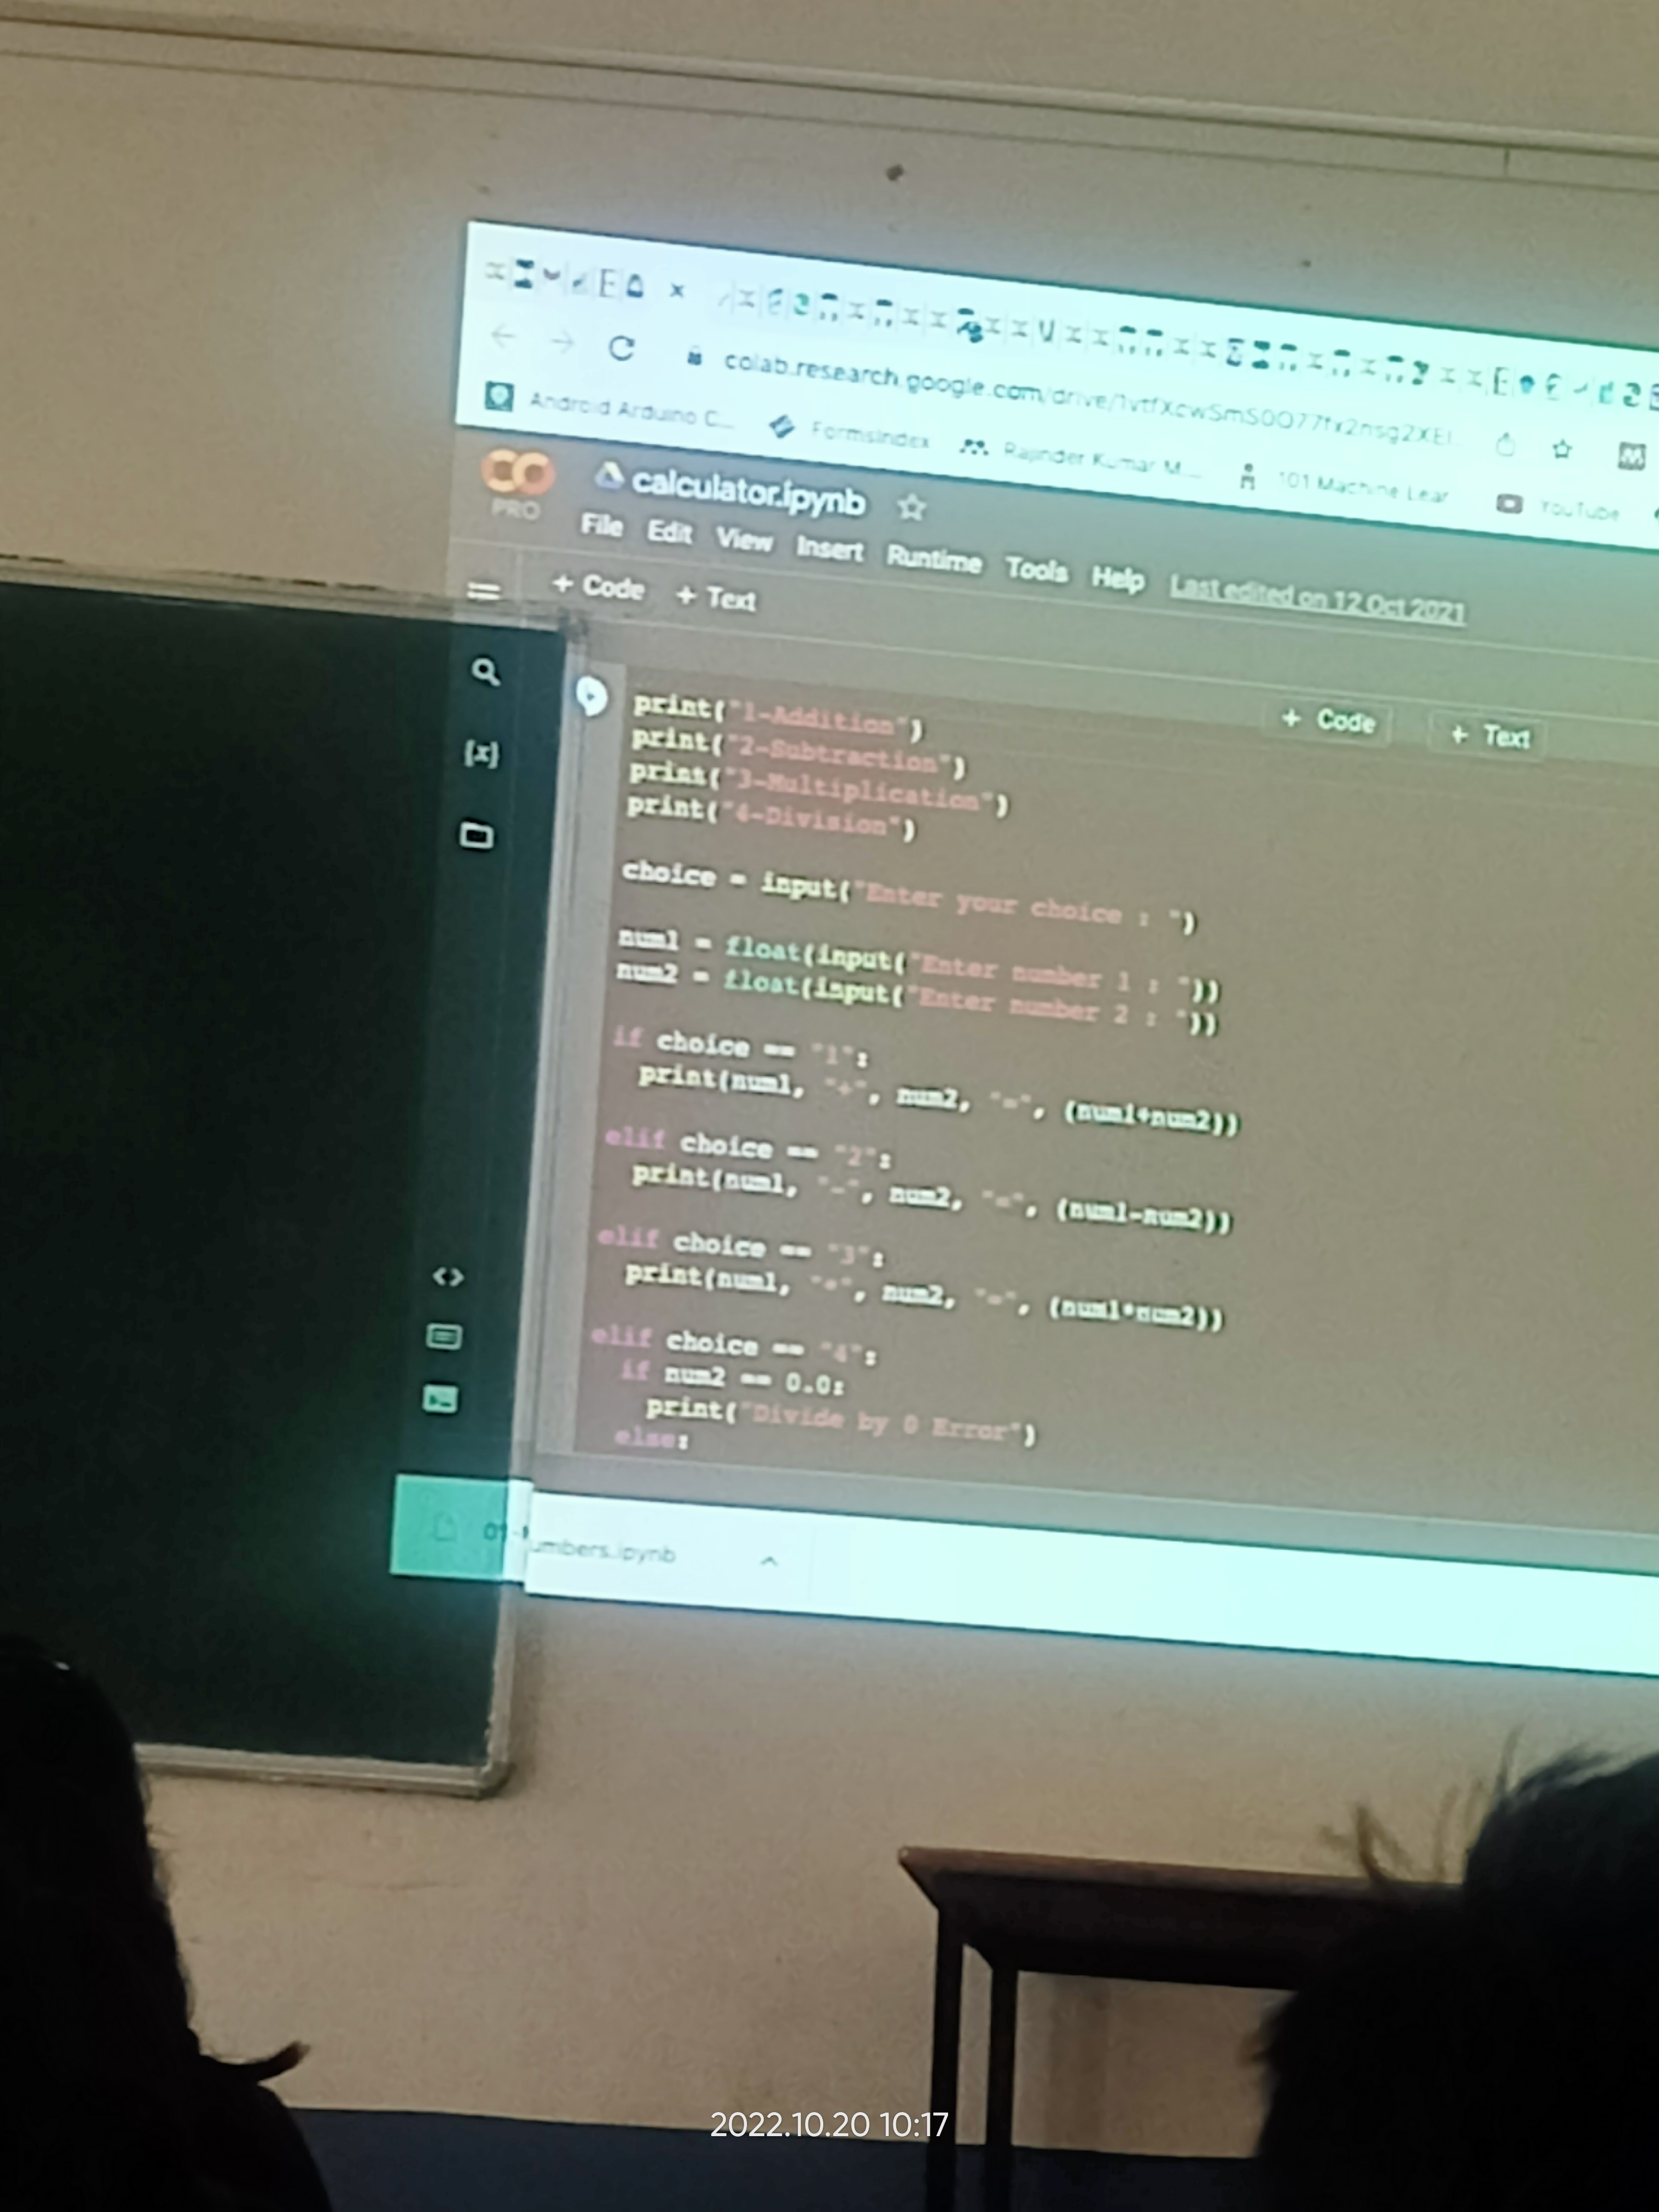 colab.research.google.com/drive/
Android Arduino C...
FormsIndex
Rajinder Kumar M...
101 Machine Lear
YouTube
PRO
calculator.ipynb
File Edit View Insert Runtime Tools Help Last edited on 12 Oct 2021
+ Code + Text
+ Code + Text
print("1-Addition")
print("2-Subtraction")
print("3-Multiplication")
print("4-Division")
choice = input("Enter your choice : ")
num1 = float(input("Enter number 1 : "))
num2 = float(input("Enter number 2 : "))
if choice == "1":
print(num1, "+", num2, "=", (num1+num2))
elif choice == "2":
print(num1, "-", num2, "=", (num1-num2))
elif choice == "3":
print(num1, "*", num2, "=", (num1*num2))
elif choice == "4":
if num2 == 0.0:
print("Divide by 0 Error")
else:
01-Numbers.ipynb
2022.10.20 10:17